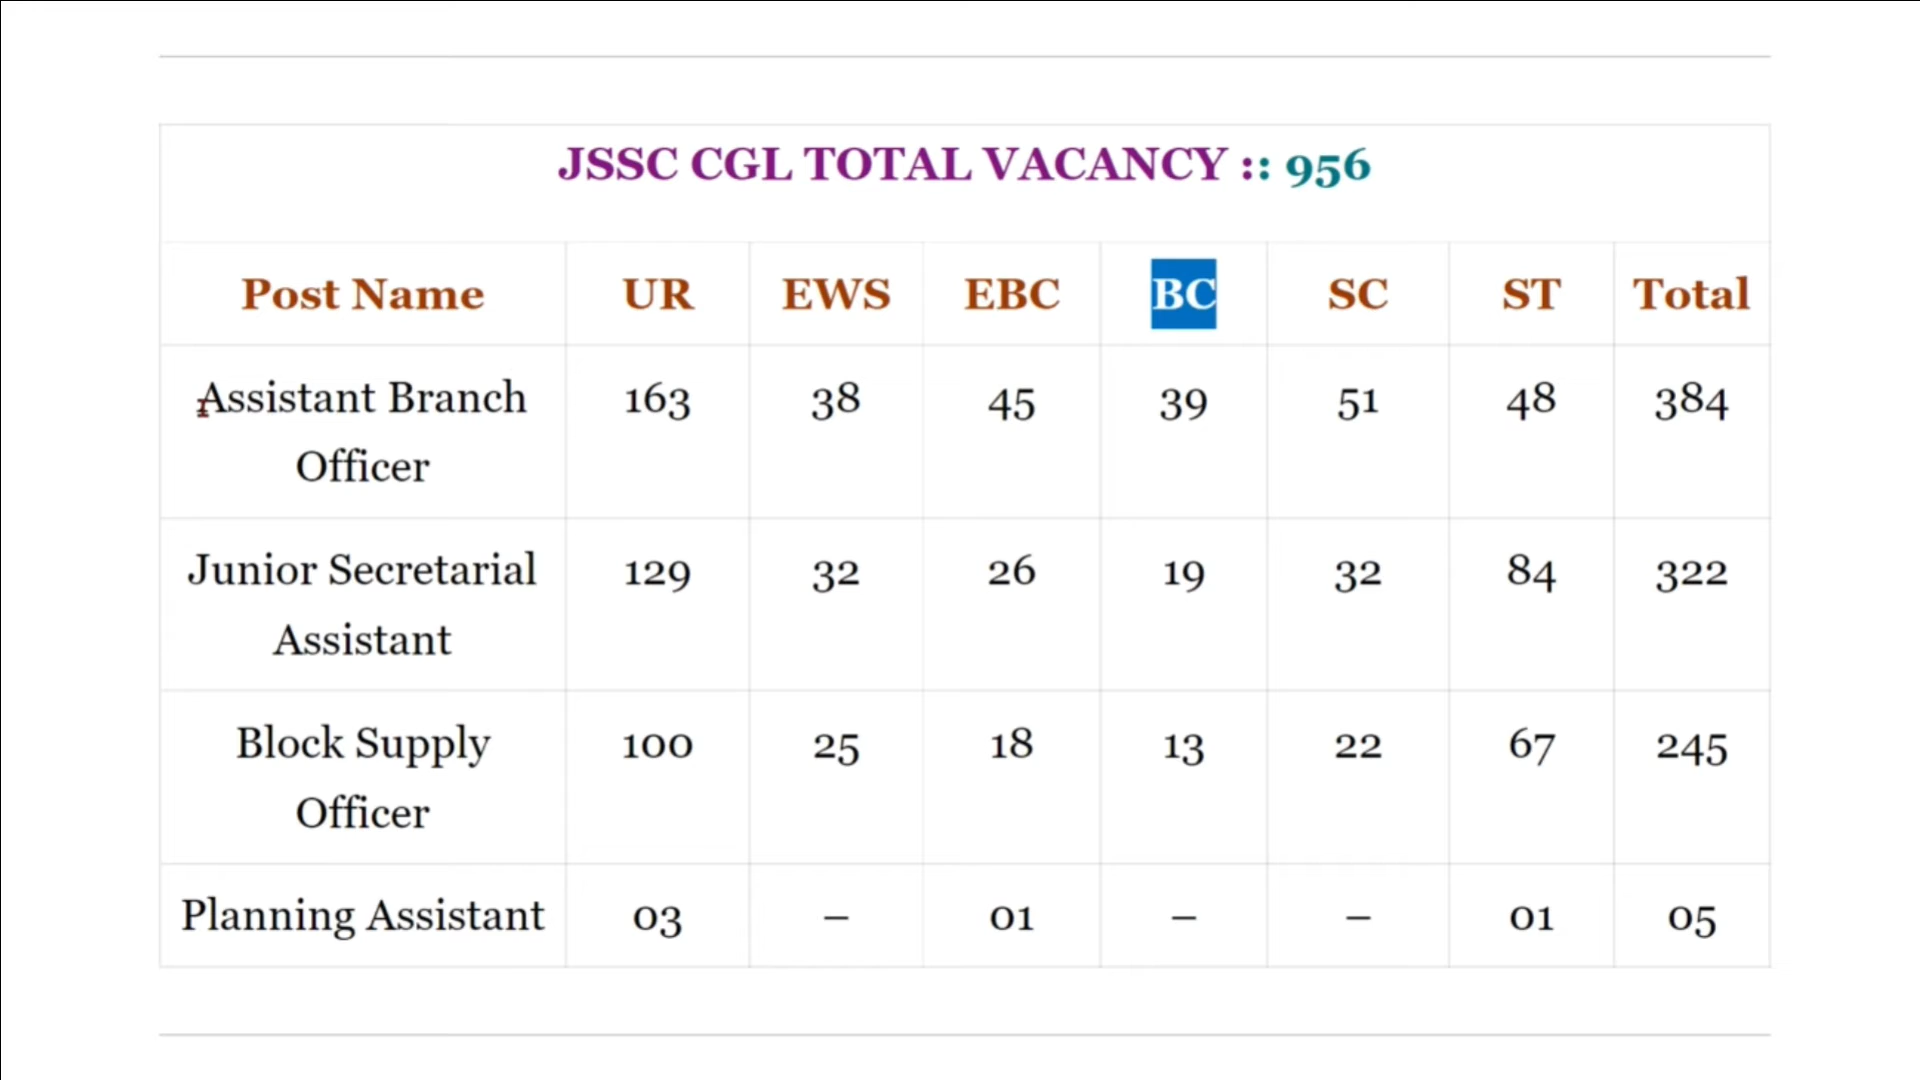 JSSC CGL TOTAL VACANCY :: 956
Post Name UR EWS EBC BC SC ST Total
Assistant Branch Officer 163 38 45 39 51 48 384
Junior Secretarial Assistant 129 32 26 19 32 84 322
Block Supply Officer 100 25 18 13 22 67 245
Planning Assistant 03 – 01 – – 01 05